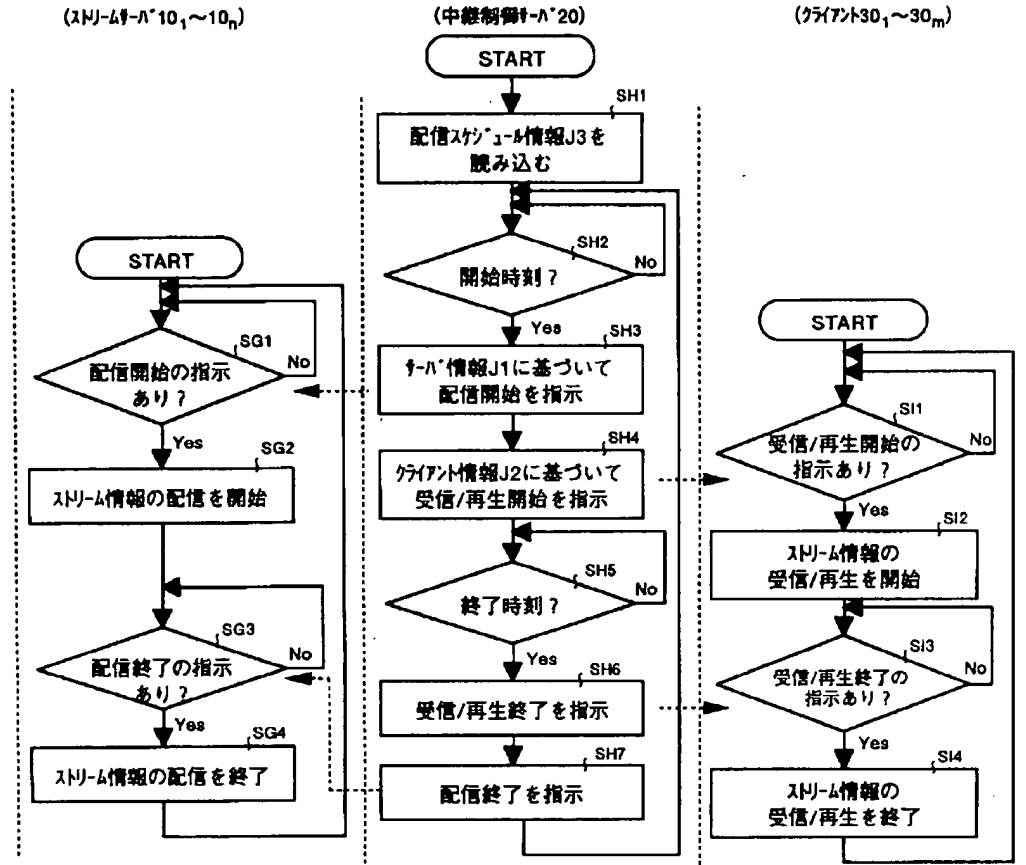 (ｽﾄﾘｰﾑｻｰﾊﾞ10₁～10ₙ)
START
SG1
配信開始の指示
あり？
No
Yes
SG2
ｽﾄﾘｰﾑ情報の配信を開始
SG3
配信終了の指示
あり？
No
Yes
SG4
ｽﾄﾘｰﾑ情報の配信を終了
(中継制御ｻｰﾊﾞ20)
START
SH1
配信ｽｹｼﾞｭｰﾙ情報J3を
読み込む
SH2
開始時刻？
No
Yes
SH3
ｻｰﾊﾞ情報J1に基づいて
配信開始を指示
SH4
ｸﾗｲｱﾝﾄ情報J2に基づいて
受信/再生開始を指示
SH5
終了時刻？
No
Yes
SH6
受信/再生終了を指示
SH7
配信終了を指示
(ｸﾗｲｱﾝﾄ30₁～30ₘ)
START
SI1
受信/再生開始の
指示あり？
No
Yes
SI2
ｽﾄﾘｰﾑ情報の
受信/再生を開始
SI3
受信/再生終了の
指示あり？
No
Yes
SI4
ｽﾄﾘｰﾑ情報の
受信/再生を終了